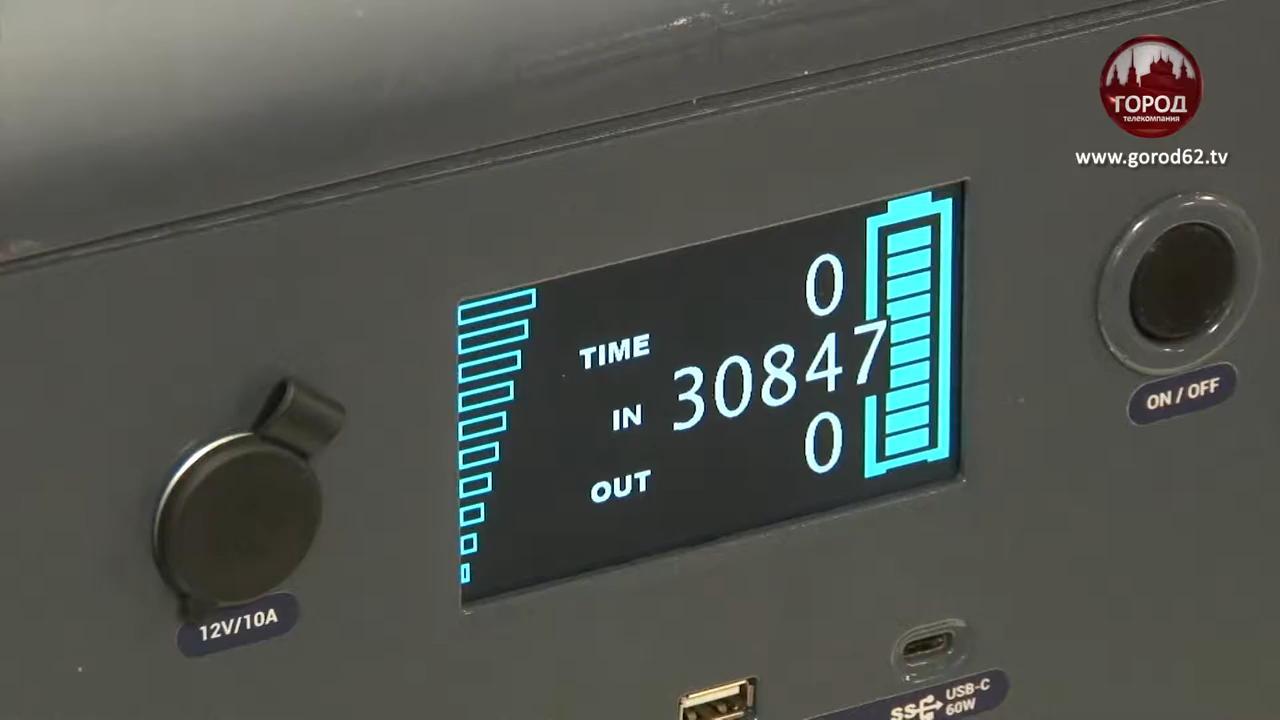 ГОРОД
телекомпания
www.gorod62.tv
0
TIME
30847
IN
0
OUT
ON / OFF
12V/10A
USB-C
60W
SS